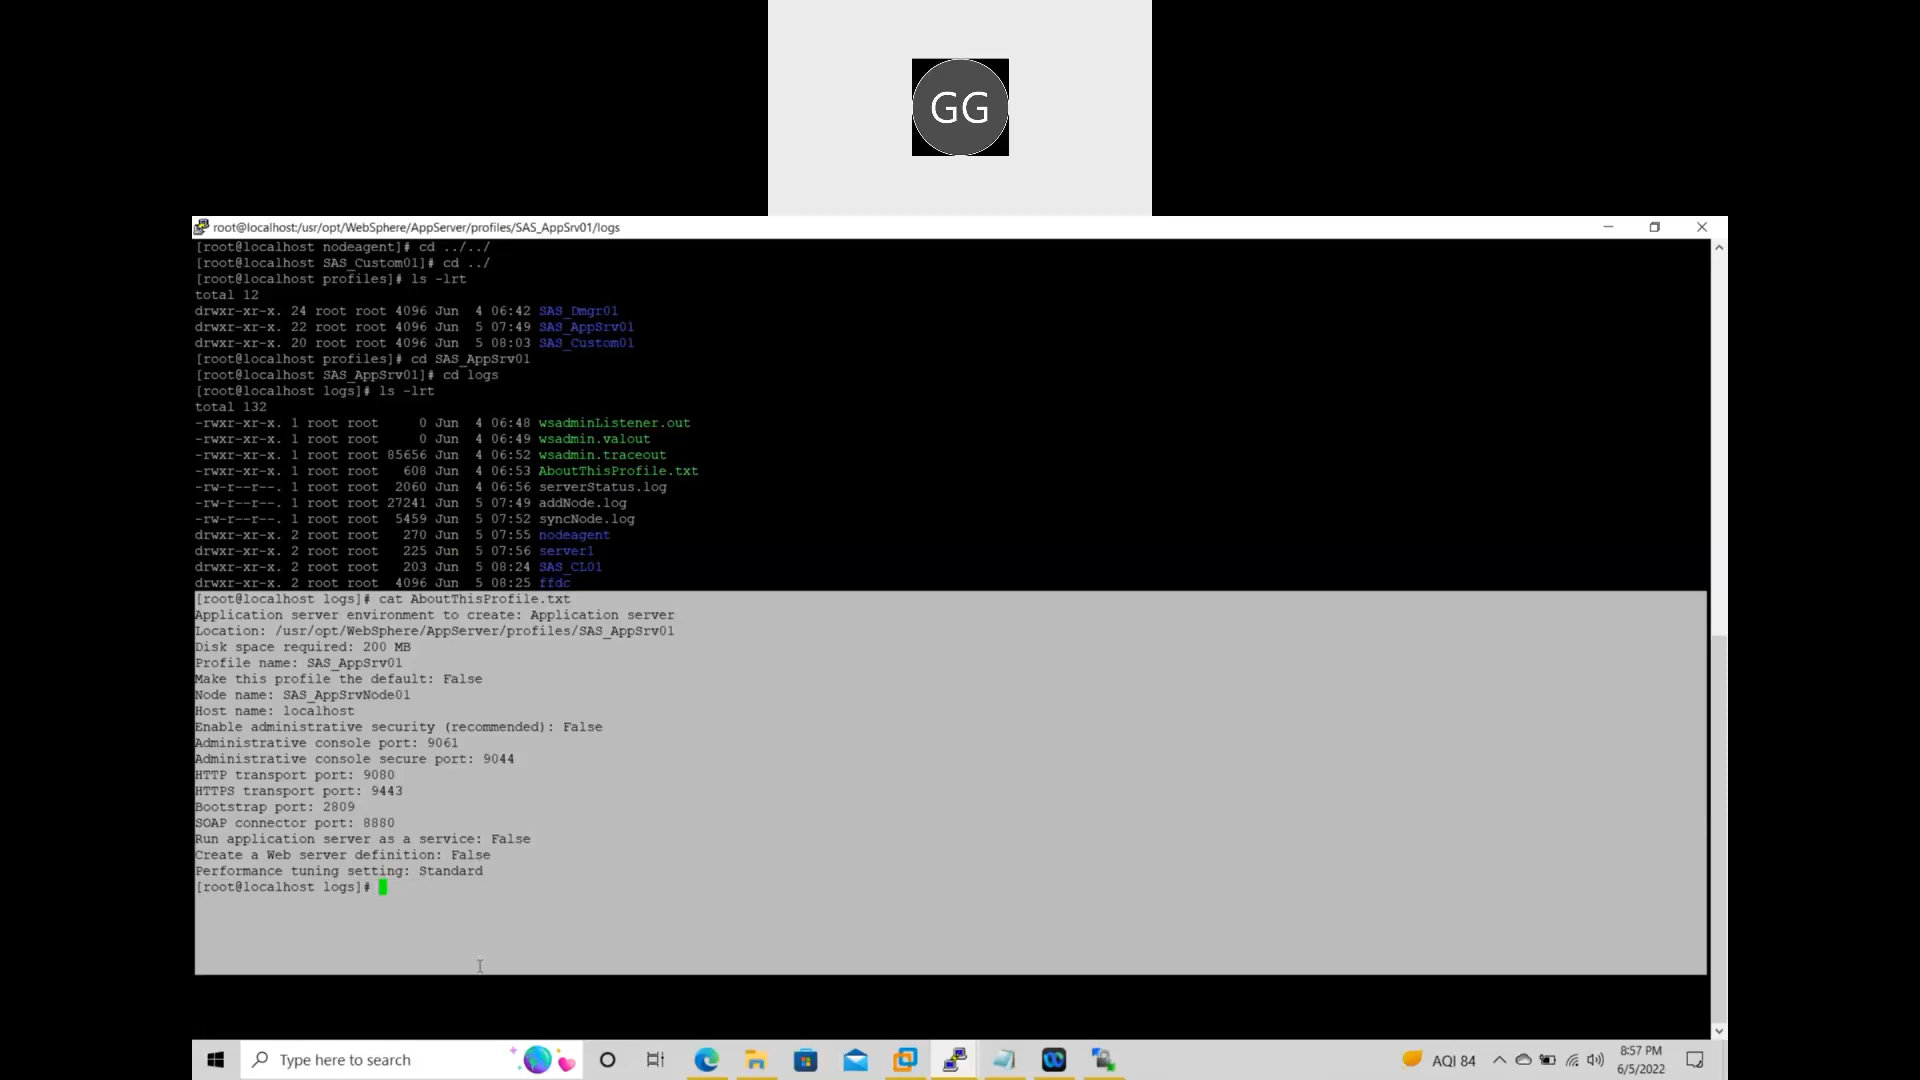 GG
root@localhost:/usr/opt/WebSphere/AppServer/profiles/SAS_AppSrv01/logs
[root@localhost nodeagent]# cd ../../
[root@localhost SAS_Custom01]# cd ../
[root@localhost profiles]# ls -lrt
total 12
drwxr-xr-x. 24 root root 4096 Jun  4 06:42 SAS_Dmgr01
drwxr-xr-x. 22 root root 4096 Jun  5 07:49 SAS_AppSrv01
drwxr-xr-x. 20 root root 4096 Jun  5 08:03 SAS_Custom01
[root@localhost profiles]# cd SAS_AppSrv01
[root@localhost SAS_AppSrv01]# cd logs
[root@localhost logs]# ls -lrt
total 132
-rwxr-xr-x. 1 root root     0 Jun  4 06:48 wsadminListener.out
-rwxr-xr-x. 1 root root     0 Jun  4 06:49 wsadmin.valout
-rwxr-xr-x. 1 root root 85656 Jun  4 06:52 wsadmin.traceout
-rwxr-xr-x. 1 root root   608 Jun  4 06:53 AboutThisProfile.txt
-rw-r--r--. 1 root root  2060 Jun  4 06:56 serverStatus.log
-rw-r--r--. 1 root root 27241 Jun  5 07:49 addNode.log
-rw-r--r--. 1 root root  5459 Jun  5 07:52 syncNode.log
drwxr-xr-x. 2 root root   270 Jun  5 07:55 nodeagent
drwxr-xr-x. 2 root root   225 Jun  5 07:56 server1
drwxr-xr-x. 2 root root   203 Jun  5 08:24 SAS_CL01
drwxr-xr-x. 2 root root  4096 Jun  5 08:25 ffdc
[root@localhost logs]# cat AboutThisProfile.txt
Application server environment to create: Application server
Location: /usr/opt/WebSphere/AppServer/profiles/SAS_AppSrv01
Disk space required: 200 MB
Profile name: SAS_AppSrv01
Make this profile the default: False
Node name: SAS_AppSrvNode01
Host name: localhost
Enable administrative security (recommended): False
Administrative console port: 9061
Administrative console secure port: 9044
HTTP transport port: 9080
HTTPS transport port: 9443
Bootstrap port: 2809
SOAP connector port: 8880
Run application server as a service: False
Create a Web server definition: False
Performance tuning setting: Standard
[root@localhost logs]#
Type here to search
AQI 84
8:57 PM
6/5/2022